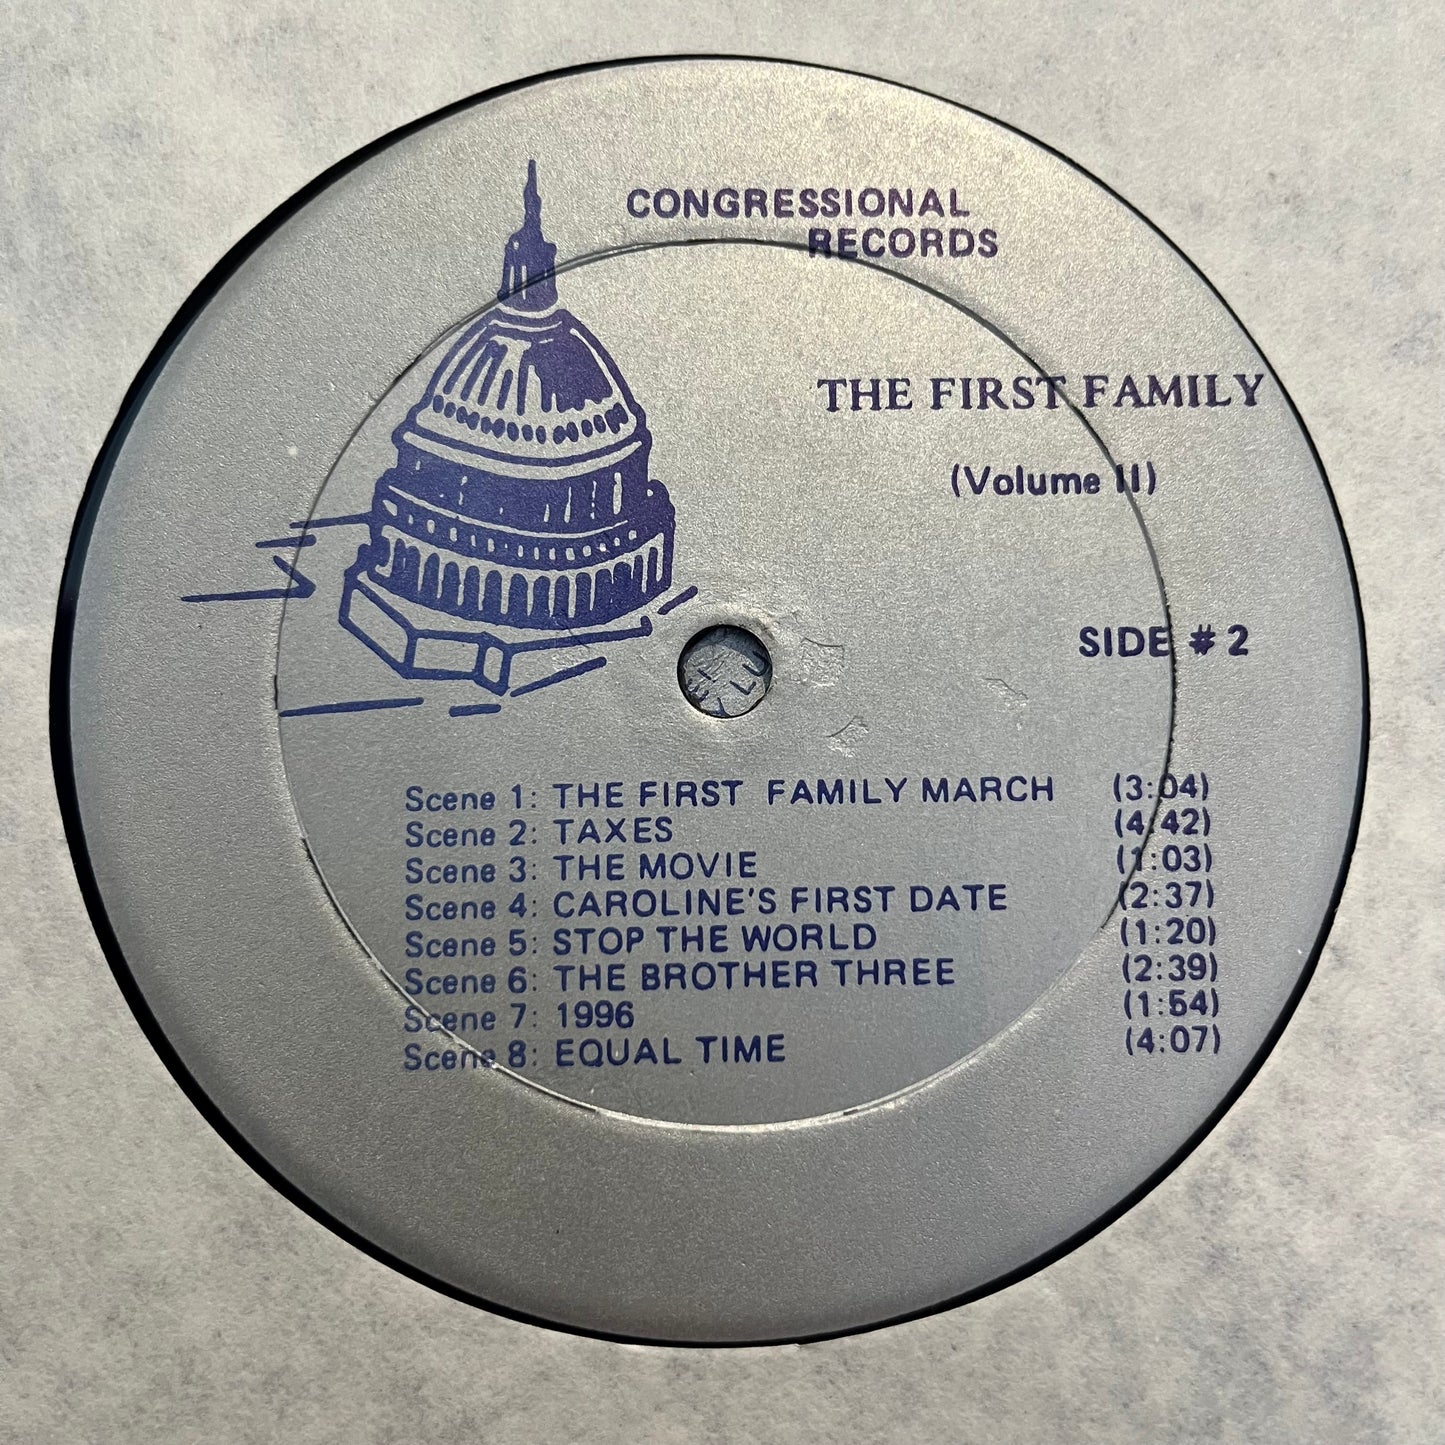 CONGRESSIONAL
RECORDS
THE FIRST FAMILY
(Volume II)
SIDE # 2
Scene 1: THE FIRST FAMILY MARCH (3:04)
Scene 2: TAXES (4:42)
Scene 3: THE MOVIE (1:03)
Scene 4: CAROLINE'S FIRST DATE (2:37)
Scene 5: STOP THE WORLD (1:20)
Scene 6: THE BROTHER THREE (2:39)
Scene 7: 1996 (1:54)
Scene 8: EQUAL TIME (4:07)